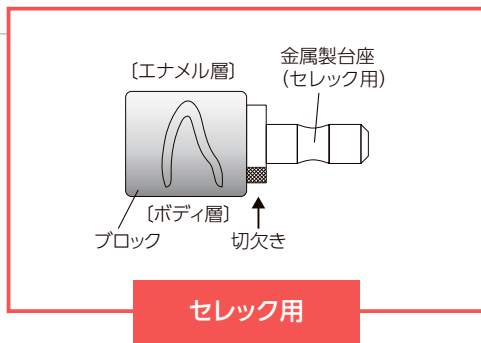 〔エナメル層〕
金属製台座
（セレック用）
〔ボディ層〕
ブロック
切欠き
セレック用